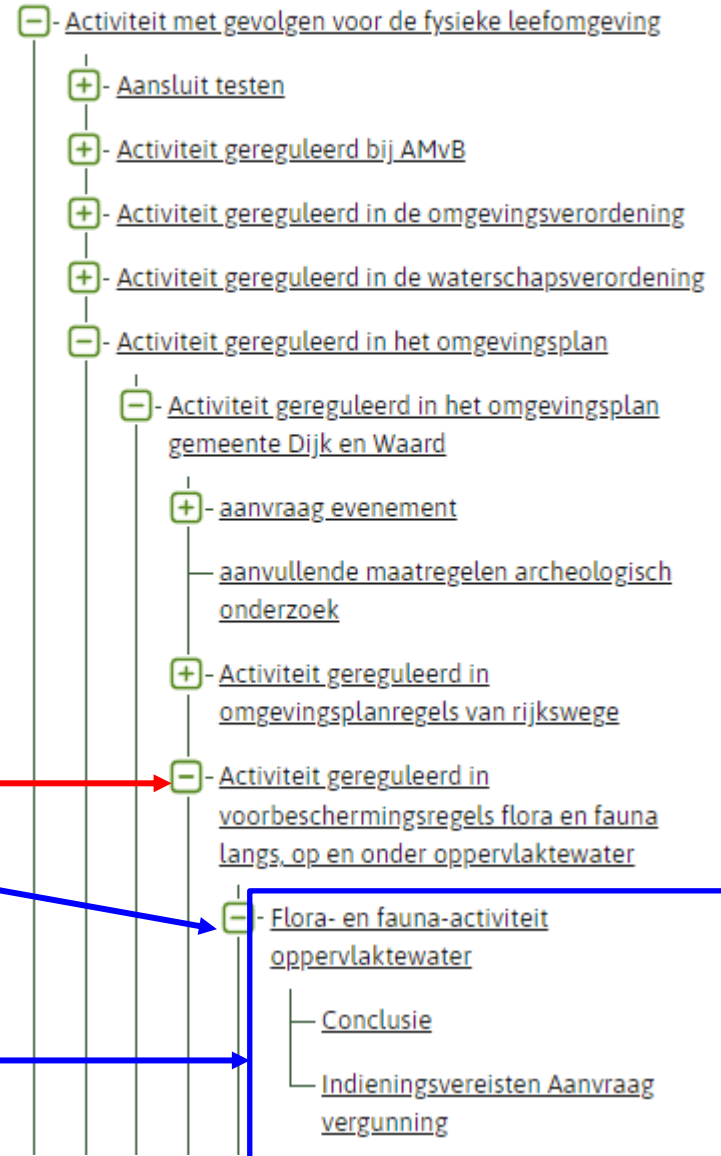 Activiteit met gevolgen voor de fysieke leefomgeving
Aansluit testen
Activiteit gereguleerd bij AMvB
Activiteit gereguleerd in de omgevingsverordening
Activiteit gereguleerd in de waterschapsverordening
Activiteit gereguleerd in het omgevingsplan
Activiteit gereguleerd in het omgevingsplan
gemeente Dijk en Waard
aanvraag evenement
aanvullende maatregelen archeologisch
onderzoek
Activiteit gereguleerd in
omgevingsplanregels van rijkswege
Activiteit gereguleerd in
voorbeschermingsregels flora en fauna
langs, op en onder oppervlaktewater
Flora- en fauna-activiteit
oppervlaktewater
Conclusie
Indieningsvereisten Aanvraag
vergunning